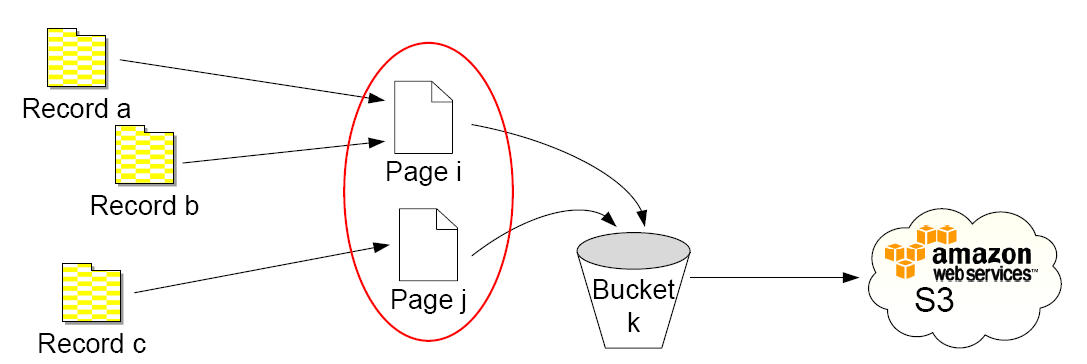 Record a
Record b
Record c
Page i
Page j
Bucket
k
amazon
web services™
S3